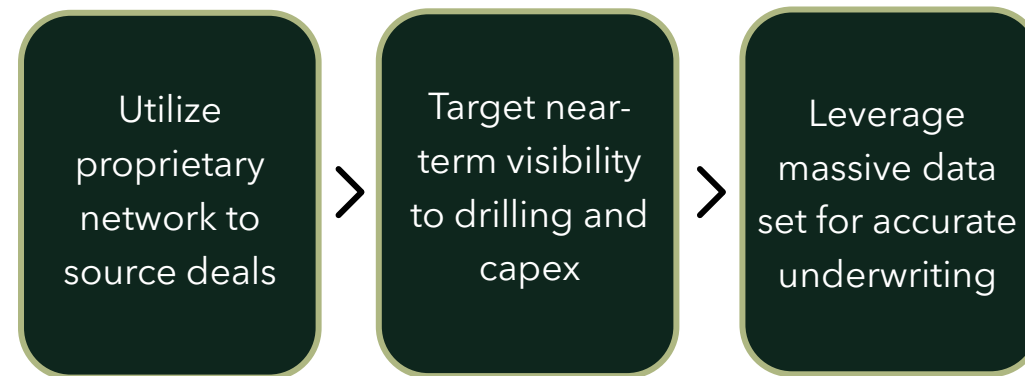 Utilize
proprietary
network to
source deals
Target near-
term visibility
to drilling and
capex
Leverage
massive data
set for accurate
underwriting